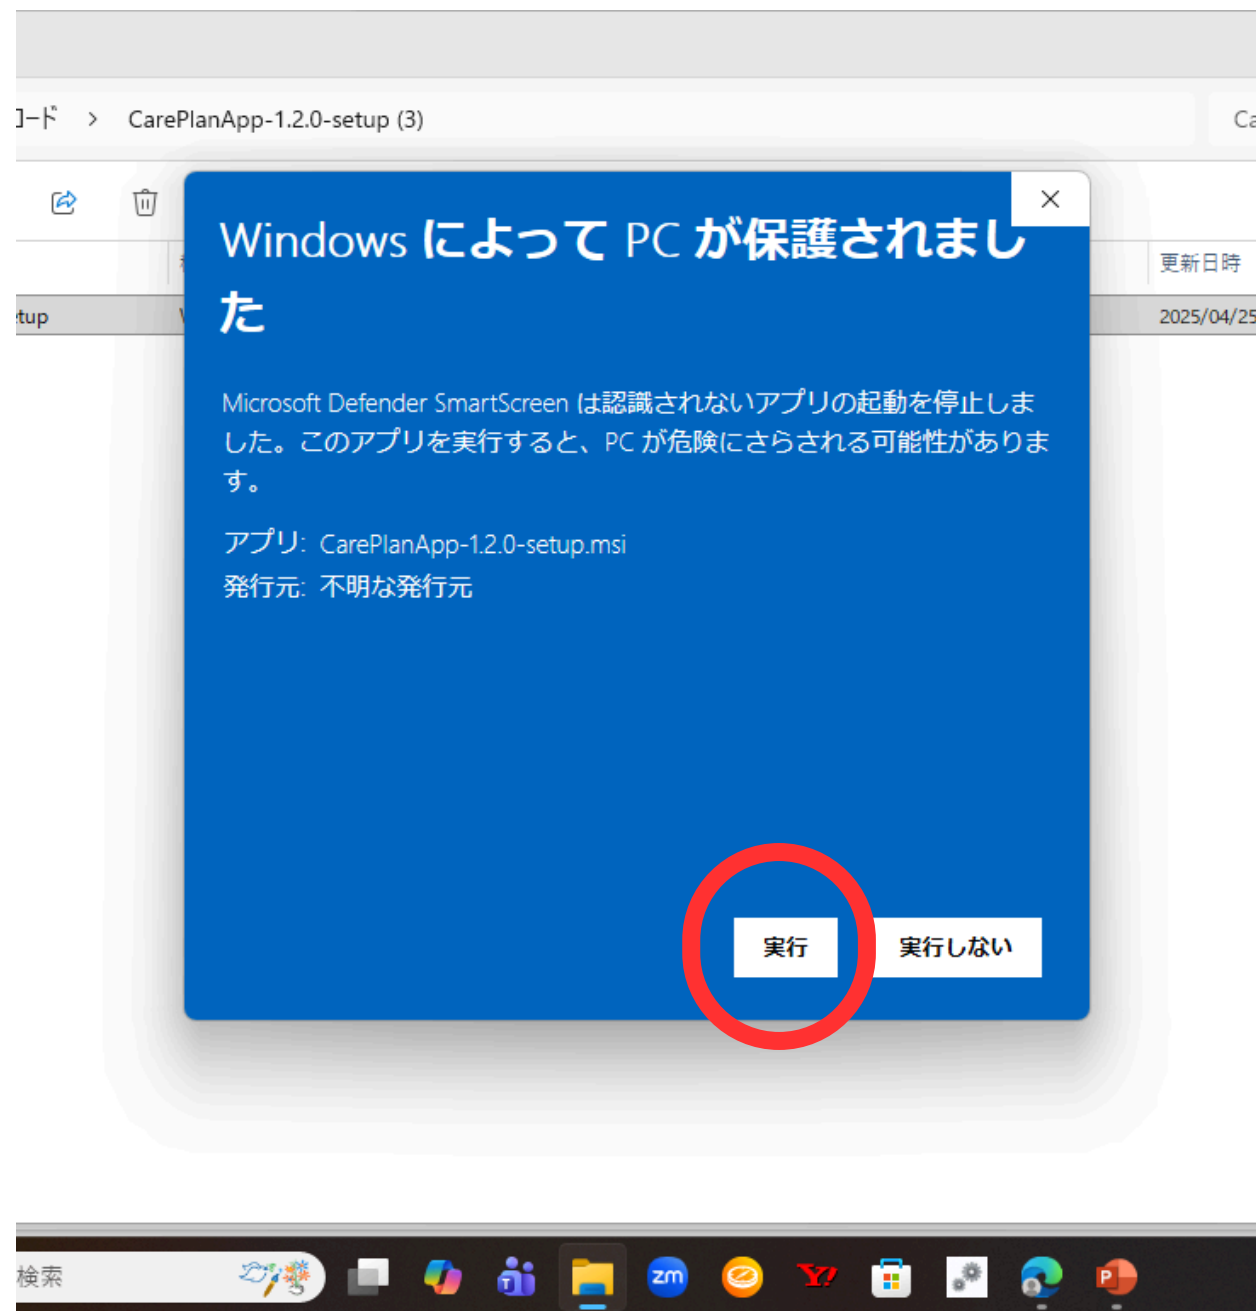 コード > CarePlanApp-1.2.0-setup (3)
Ca
Windows によって PC が保護されまし
た
更新日時
tup
2025/04/25
Microsoft Defender SmartScreen は認識されないアプリの起動を停止しま
した。このアプリを実行すると、PC が危険にさらされる可能性がありま
す。
アプリ: CarePlanApp-1.2.0-setup.msi
発行元: 不明な発行元
実行
実行しない
検索
zm
Y!
P